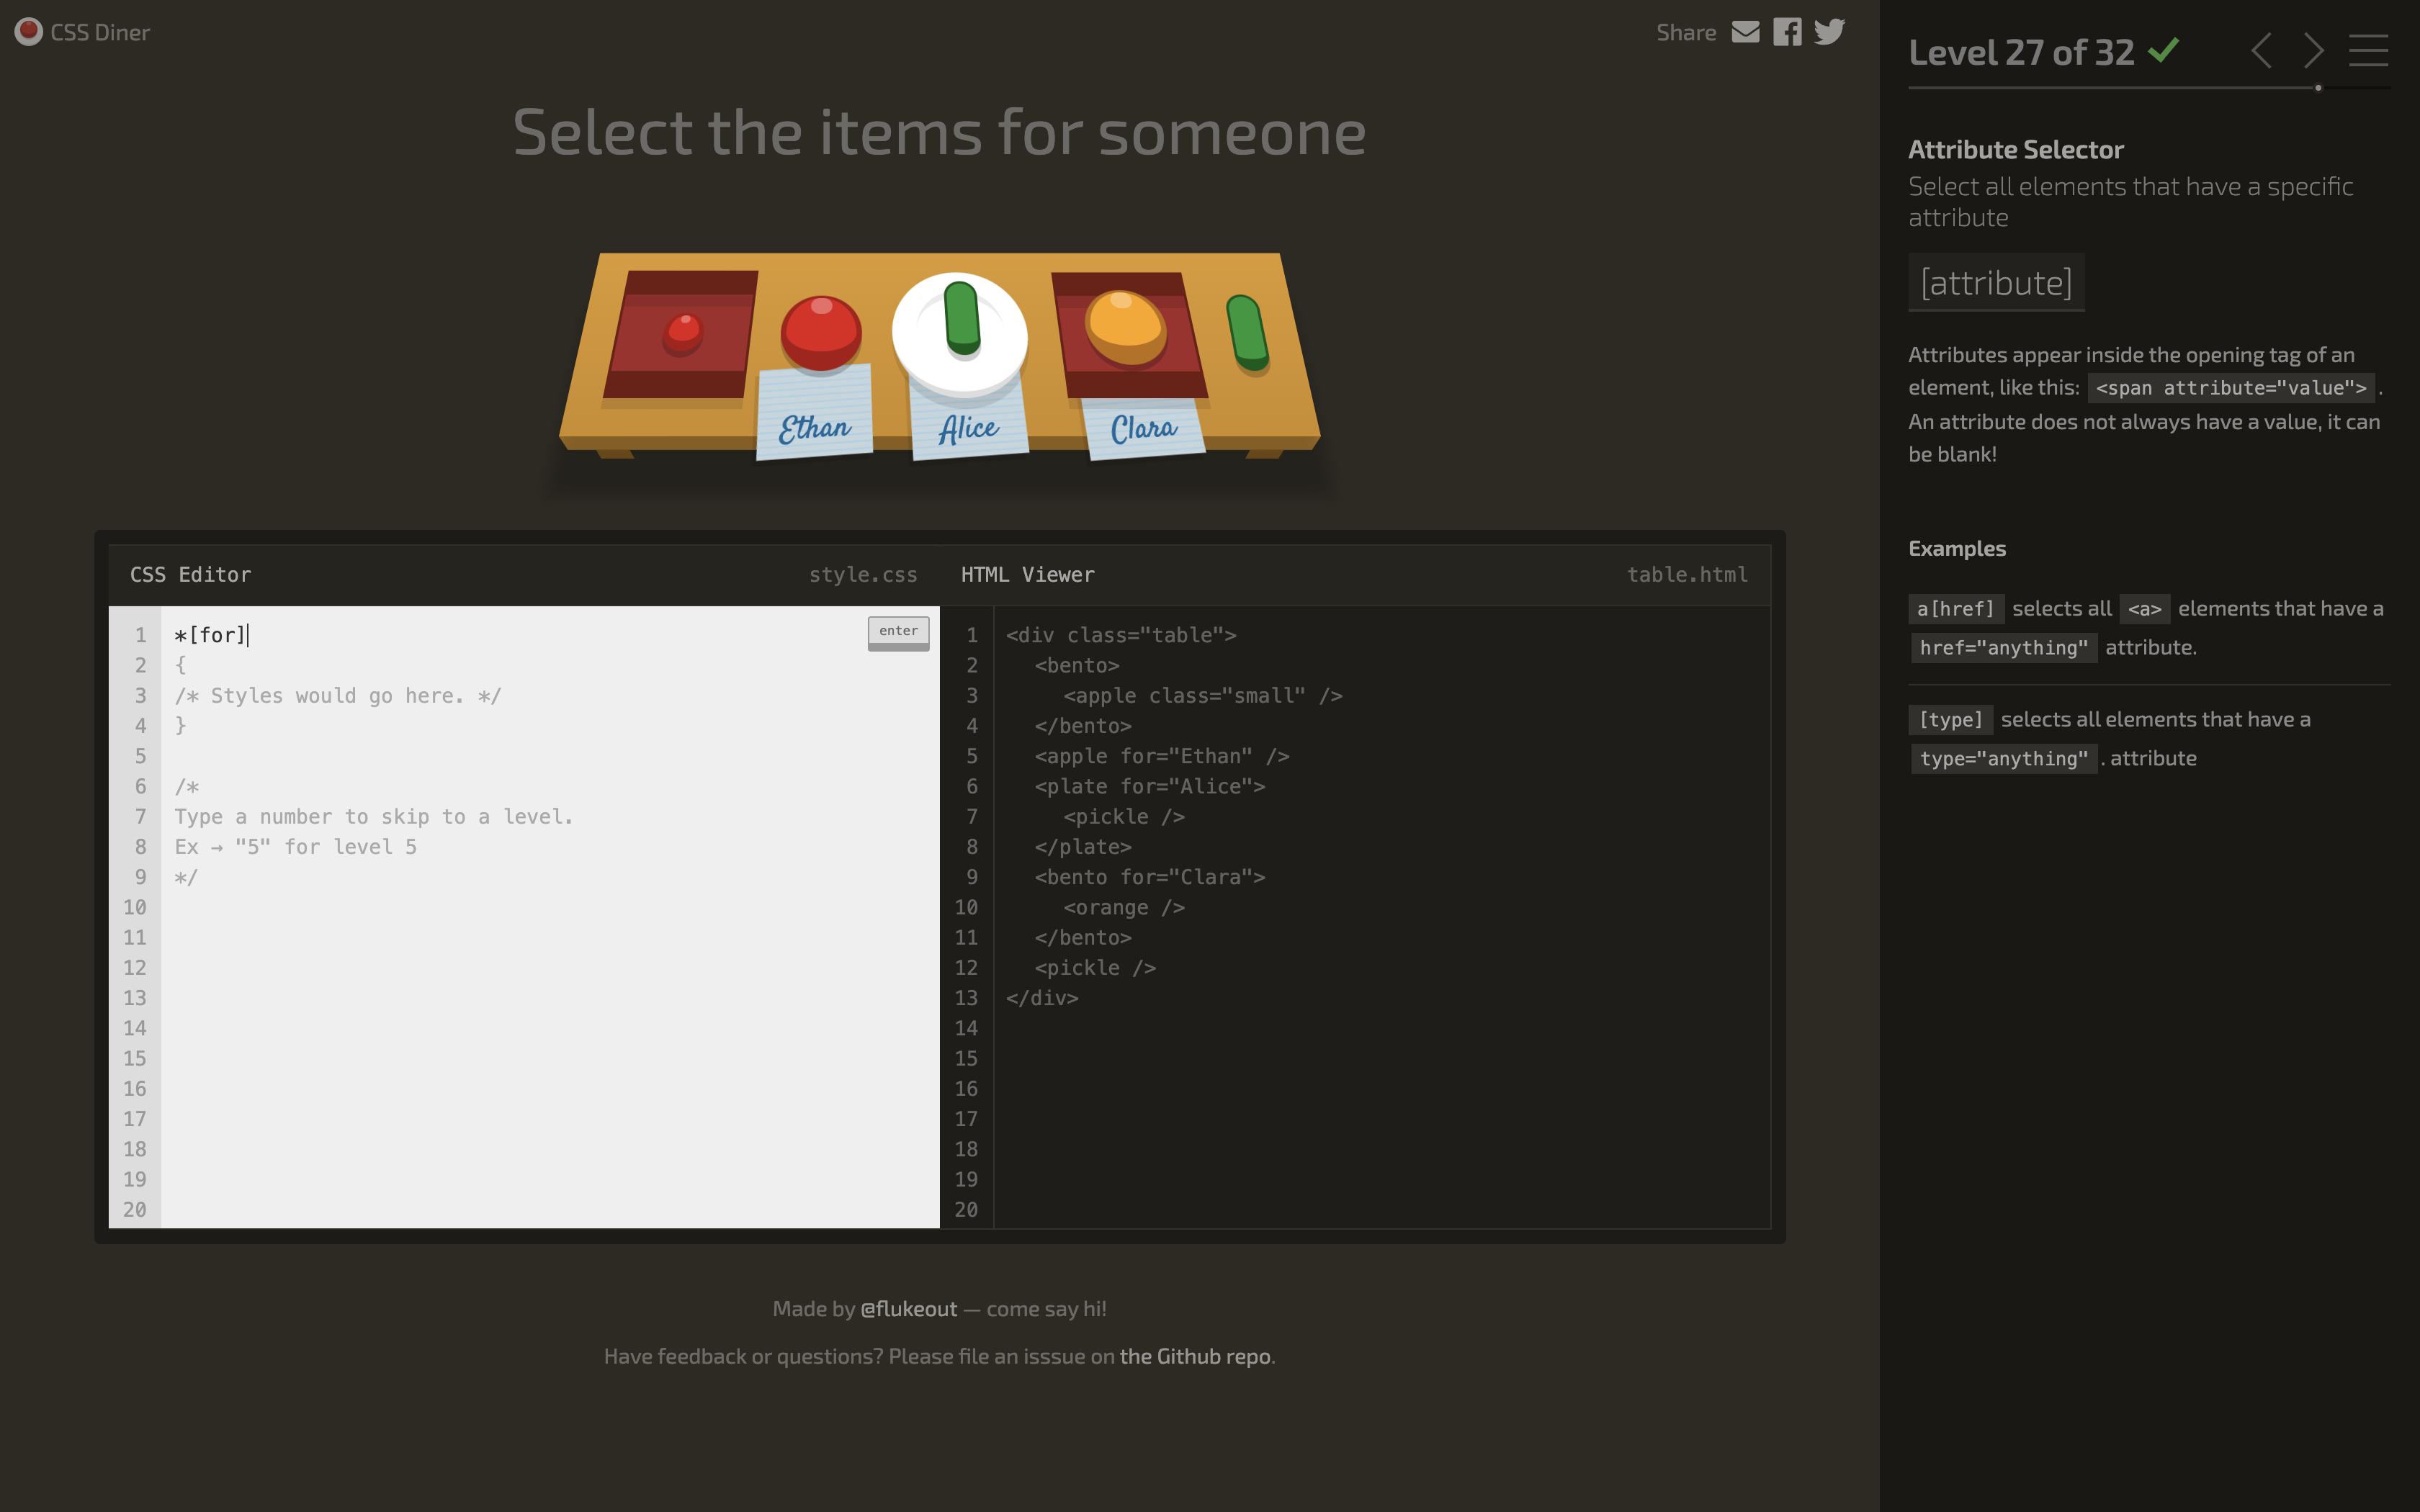 CSS Diner
Share
Select the items for someone
Ethan
Alice
Clara
CSS Editor
style.css
1 *[for]
enter
2 {
3 /* Styles would go here. */
4 }
5
6 /*
7 Type a number to skip to a level.
8 Ex → "5" for level 5
9 */
10
11
12
13
14
15
16
17
18
19
20
HTML Viewer
table.html
1 <div class="table">
2 <bento>
3 <apple class="small" />
4 </bento>
5 <apple for="Ethan" />
6 <plate for="Alice">
7 <pickle />
8 </plate>
9 <bento for="Clara">
10 <orange />
11 </bento>
12 <pickle />
13 </div>
14
15
16
17
18
19
20
Made by @flukeout — come say hi!
Have feedback or questions? Please file an isssue on the Github repo.
Level 27 of 32
Attribute Selector
Select all elements that have a specific
attribute
[attribute]
Attributes appear inside the opening tag of an
element, like this: <span attribute="value"> .
An attribute does not always have a value, it can
be blank!
Examples
a[href] selects all <a> elements that have a
href="anything" attribute.
[type] selects all elements that have a
type="anything" . attribute